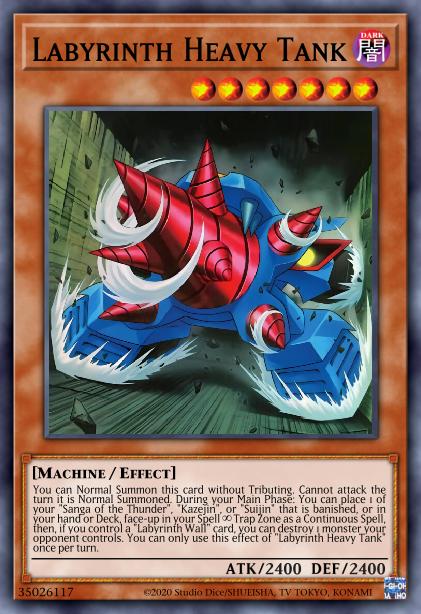 LABYRINTH HEAVY TANK
DARK
闇
[MACHINE / EFFECT]
You can Normal Summon this card without Tributing. Cannot attack
the turn it is Normal Summoned. During your Main Phase: You can place 1 of
your "Sanga of the Thunder", "Kazejin", or "Suijin" that is banished, or in
your hand or Deck, face-up in your Spell∞Trap Zone as a Continuous Spell,
then, if you control a "Labyrinth Wall" card, you can destroy 1 monster your
opponent controls. You can only use this effect of "Labyrinth Heavy Tank"
once per turn.
ATK/2400 DEF/2400
35026117
©2020 Studio Dice/SHUEISHA, TV TOKYO, KONAMI